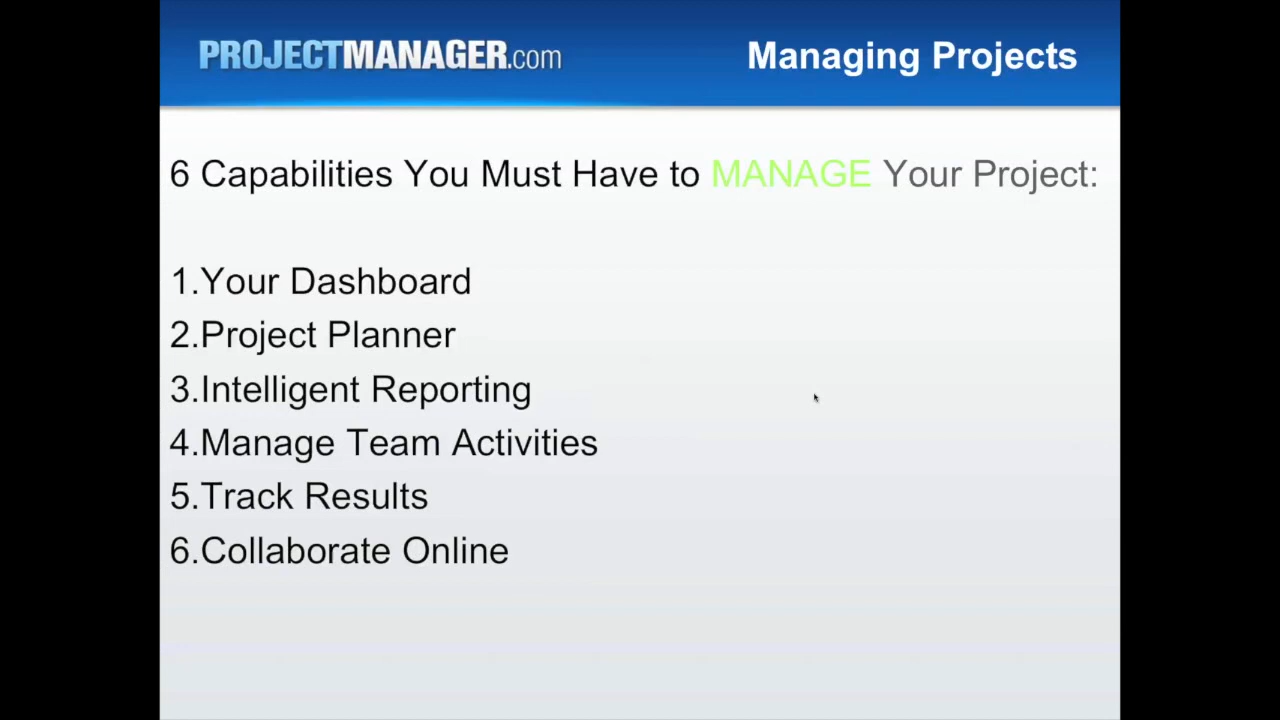 PROJECTMANAGER.com
Managing Projects
6 Capabilities You Must Have to MANAGE Your Project:
1.Your Dashboard
2.Project Planner
3.Intelligent Reporting
4.Manage Team Activities
5.Track Results
6.Collaborate Online